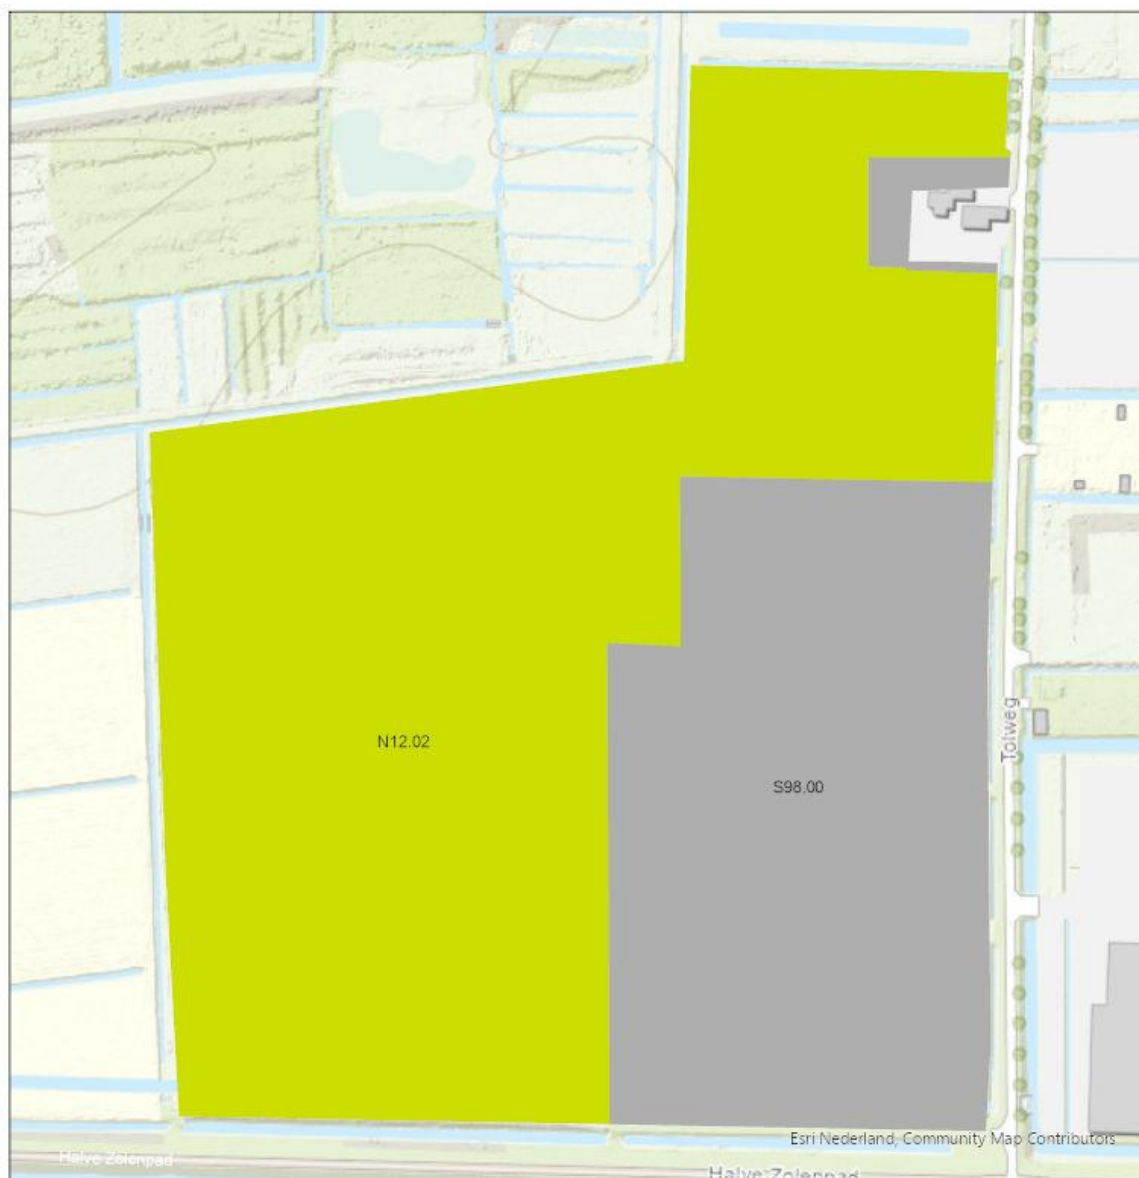 N12.02
S98.00
Tolweg
Esri Nederland, Community Map Contributors
Halve Zolenpad
Halve Zolenpad